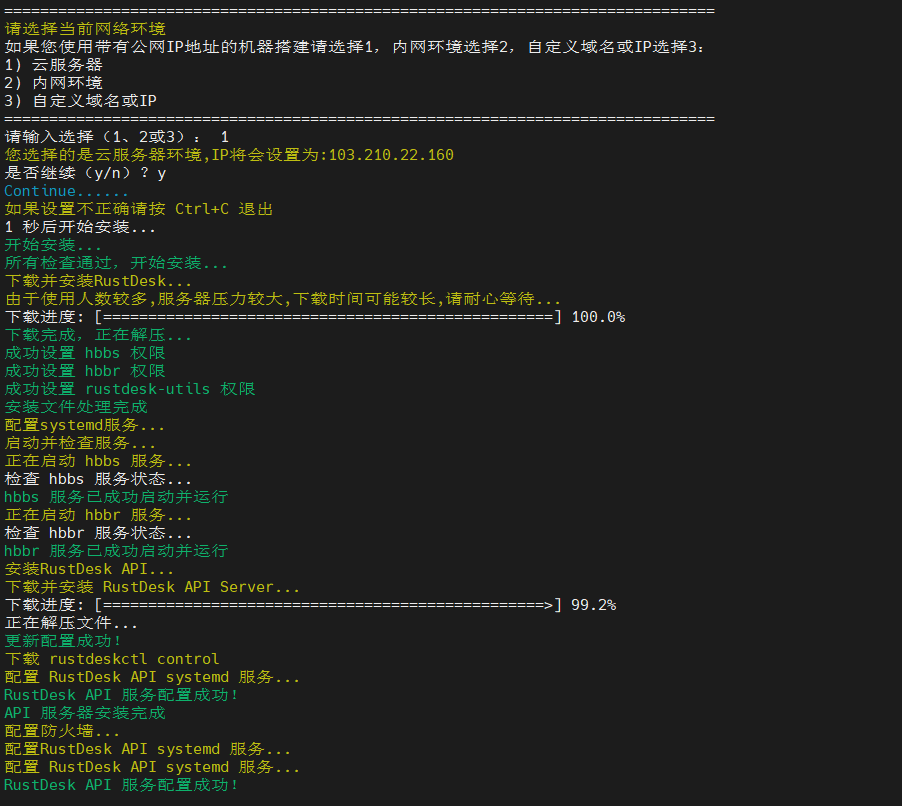 ===============================================================================
请选择当前网络环境
如果您使用带有公网IP地址的机器搭建请选择1，内网环境选择2，自定义域名或IP选择3：
1) 云服务器
2) 内网环境
3) 自定义域名或IP
===============================================================================
请输入选择（1、2或3）： 1
您选择的是云服务器环境,IP将会设置为:103.210.22.160
是否继续（y/n）？y
Continue......
如果设置不正确请按 Ctrl+C 退出
1 秒后开始安装...
开始安装...
所有检查通过，开始安装...
下载并安装RustDesk...
由于使用人数较多,服务器压力较大,下载时间可能较长,请耐心等待...
下载进度: [==================================================] 100.0%
下载完成，正在解压...
成功设置 hbbs 权限
成功设置 hbbr 权限
成功设置 rustdesk-utils 权限
安装文件处理完成
配置systemd服务...
启动并检查服务...
正在启动 hbbs 服务...
检查 hbbs 服务状态...
hbbs 服务已成功启动并运行
正在启动 hbbr 服务...
检查 hbbr 服务状态...
hbbr 服务已成功启动并运行
安装RustDesk API...
下载并安装 RustDesk API Server...
下载进度: [=================================================>] 99.2%
正在解压文件...
更新配置成功！
下载 rustdeskctl control
配置 RustDesk API systemd 服务...
RustDesk API 服务配置成功！
API 服务器安装完成
配置防火墙...
配置RustDesk API systemd 服务...
配置 RustDesk API systemd 服务...
RustDesk API 服务配置成功！